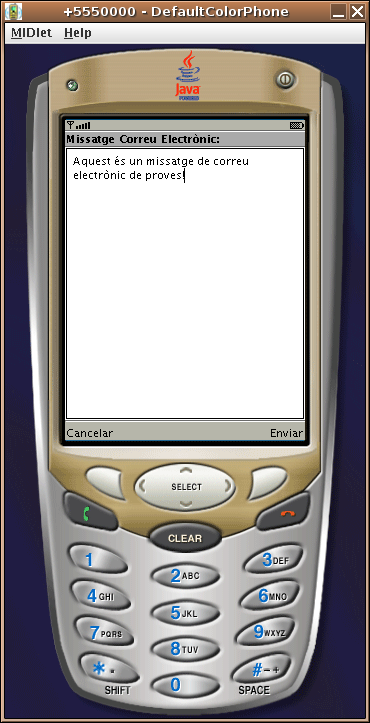 +5550000 - DefaultColorPhone
MIDlet Help
Java
POWERED
Missatge Correu Electrònic:
Aquest és un missatge de correu
electrònic de proves!
Cancelar Enviar
SELECT
CLEAR
1 2 ABC 3 DEF
4 GHI 5 JKL 6 MNO
7 PQRS 8 TUV 9 WXYZ
* . 0 # - +
SHIFT SPACE